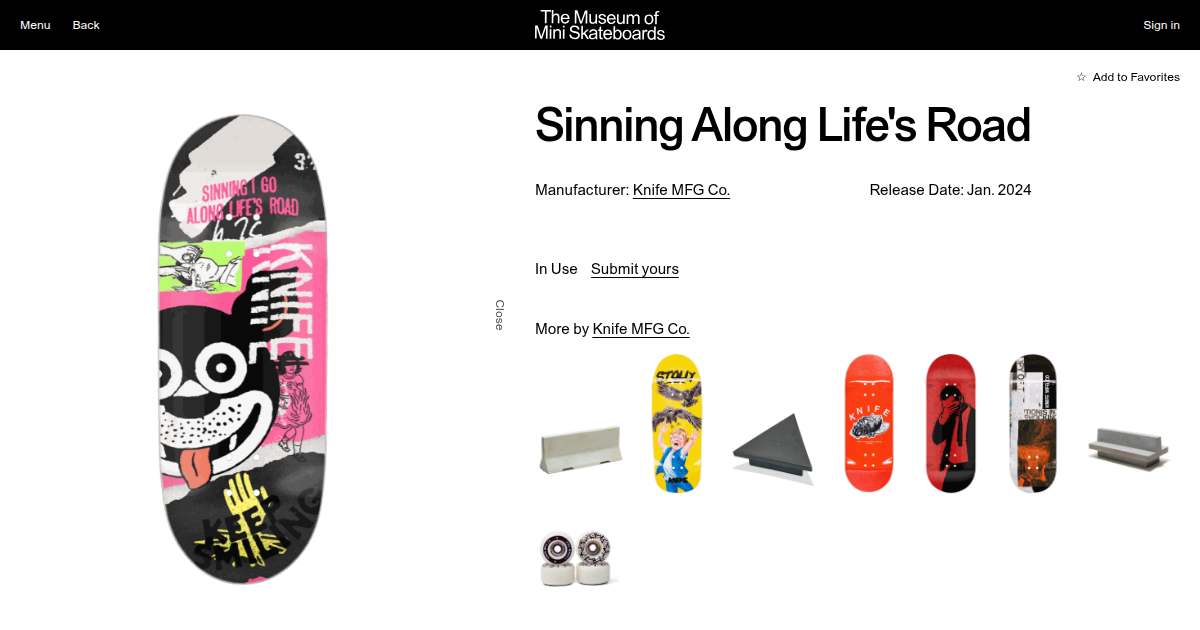 Menu
Back
The Museum of
Mini Skateboards
Sign in
☆ Add to Favorites
Sinning Along Life's Road
Manufacturer: Knife MFG Co.
Release Date: Jan. 2024
In Use
Submit yours
Close
More by Knife MFG Co.
SINNING I GO
ALONG LIFE'S ROAD
KNIFE
KEEP
SMILING
KNIFE